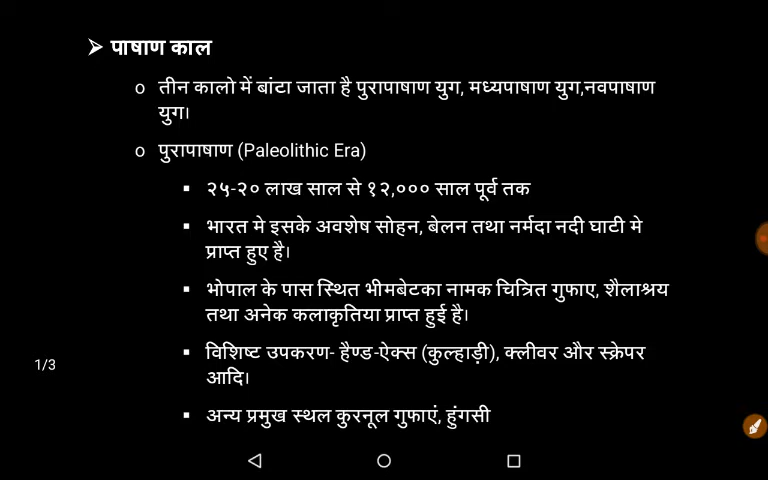 ➢ पाषाण काल
o तीन कालो में बांटा जाता है पुरापाषाण युग, मध्यपाषाण युग,नवपाषाण
युग।
o पुरापाषाण (Paleolithic Era)
▪ २५-२० लाख साल से १२,००० साल पूर्व तक
▪ भारत मे इसके अवशेष सोहन, बेलन तथा नर्मदा नदी घाटी मे
प्राप्त हुए है।
▪ भोपाल के पास स्थित भीमबेटका नामक चित्रित गुफाए, शैलाश्रय
तथा अनेक कलाकृतिया प्राप्त हुई है।
▪ विशिष्ट उपकरण- हैण्ड-ऐक्स (कुल्हाड़ी), क्लीवर और स्क्रेपर
आदि।
1/3
▪ अन्य प्रमुख स्थल कुरनूल गुफाएं, हुंगसी